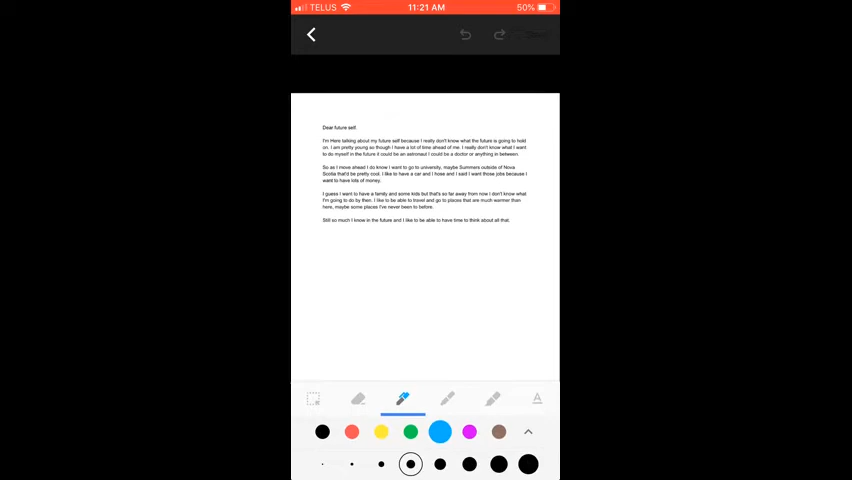 TELUS 11:21 AM 50%
Dear future self.
I'm Here talking about my future self because I really don't know what the future is going to hold
on. I am pretty young so though I have a lot of time ahead of me. I really don't know what I want
to do myself in the future it could be an astronaut I could be a doctor or anything in between.
So as I move ahead I do know I want to go to university, maybe Summers outside of Nova
Scotia that'd be pretty cool. I like to have a car and I hose and I said I want those jobs because I
want to have lots of money.
I guess I want to have a family and some kids but that's so far away from now I don't know what
I'm going to do by then. I like to be able to travel and go to places that are much warmer than
here, maybe some places I've never been to before.
Still so much I know in the future and I like to be able to have time to think about all that.
A